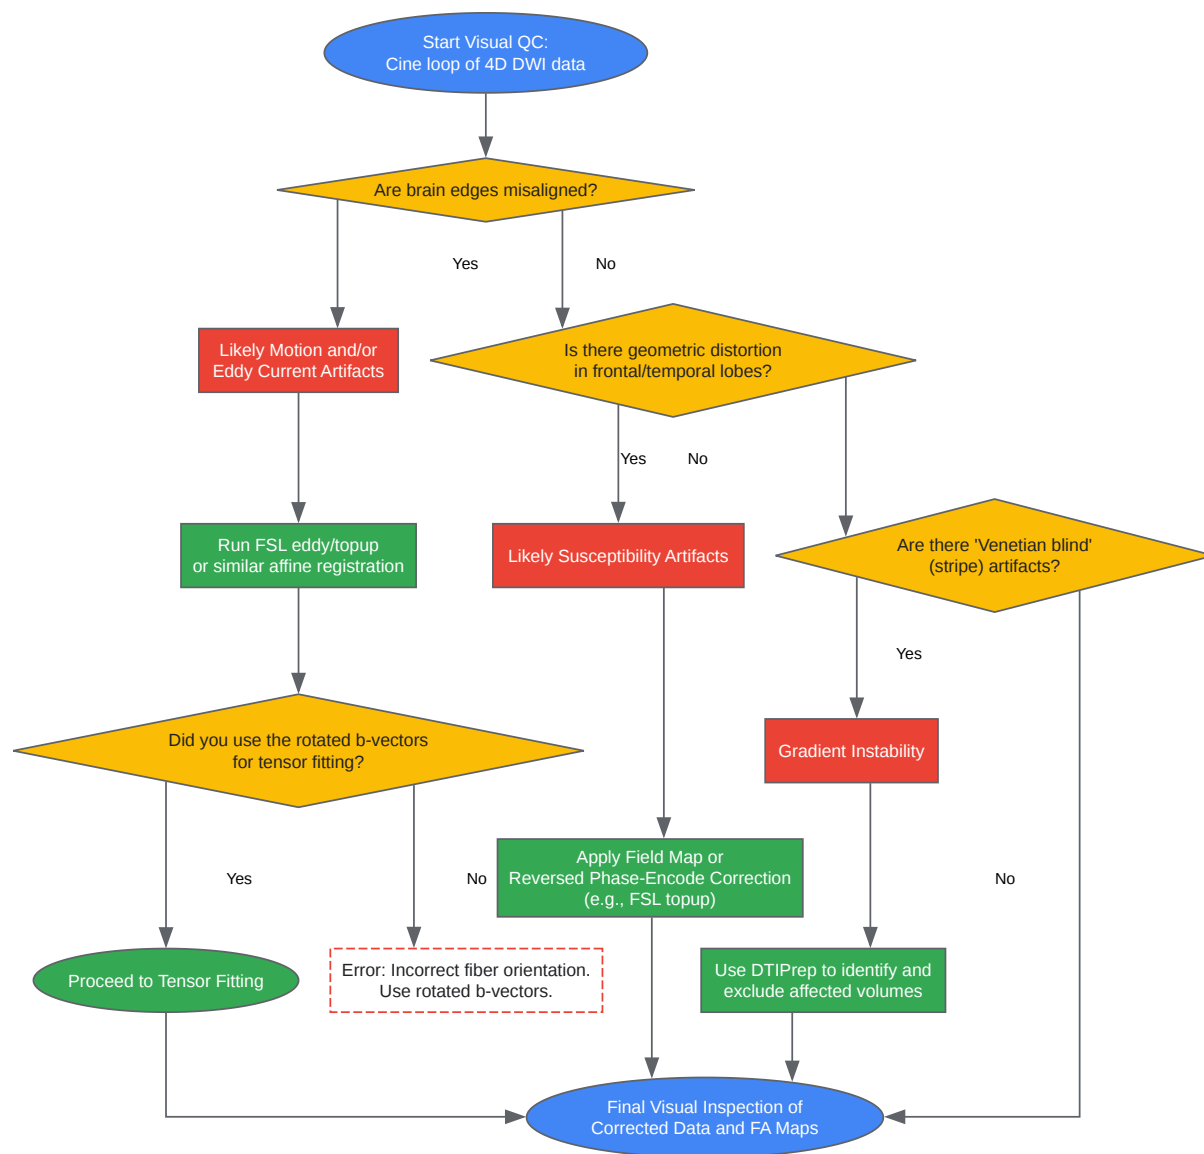 Start Visual QC:
Cine loop of 4D DWI data
Are brain edges misaligned?
Yes
No
Likely Motion and/or
Eddy Current Artifacts
Is there geometric distortion
in frontal/temporal lobes?
Yes
No
Run FSL eddy/topup
or similar affine registration
Likely Susceptibility Artifacts
Are there 'Venetian blind'
(stripe) artifacts?
Yes
Did you use the rotated b-vectors
for tensor fitting?
Gradient Instability
Yes
No
Apply Field Map or
Reversed Phase-Encode Correction
(e.g., FSL topup)
No
Proceed to Tensor Fitting
Error: Incorrect fiber orientation.
Use rotated b-vectors.
Use DTIPrep to identify and
exclude affected volumes
Final Visual Inspection of
Corrected Data and FA Maps